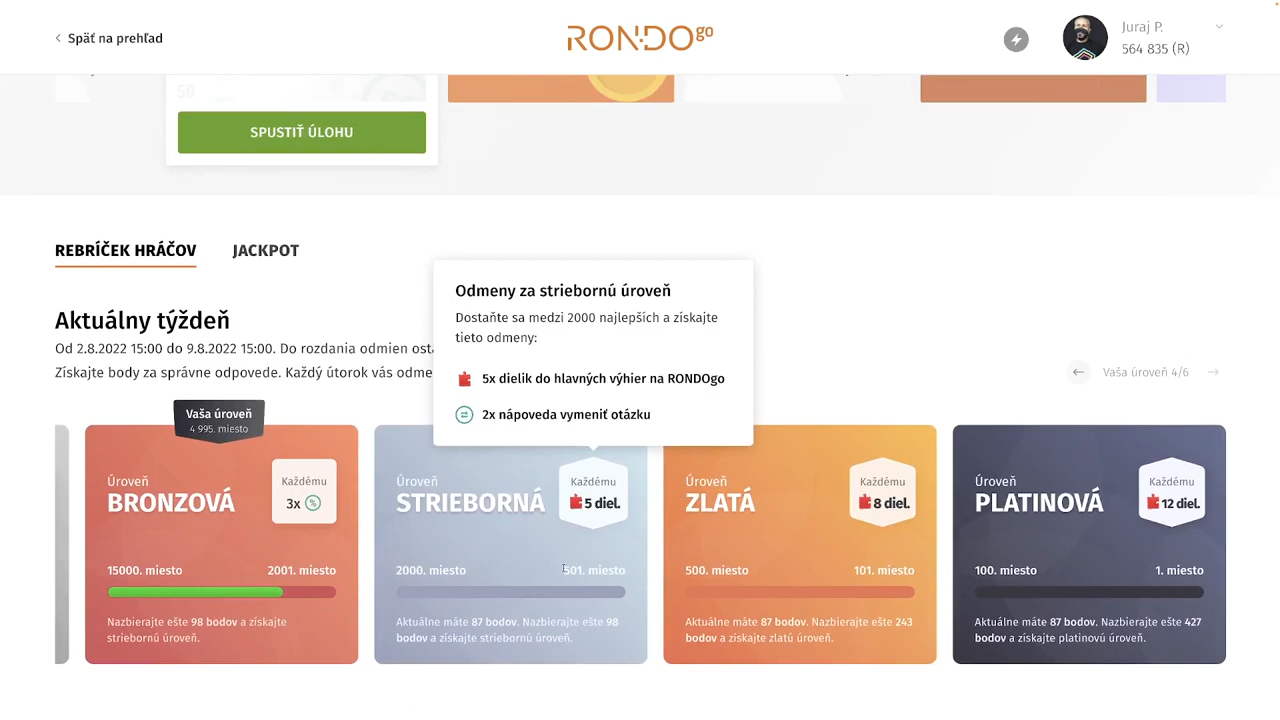 Späť na prehľad
RONDO go
Juraj P.
564 835 (R)
50
SPUSTIŤ ÚLOHU
REBRÍČEK HRÁČOV
JACKPOT
Aktuálny týždeň
Od 2.8.2022 15:00 do 9.8.2022 15:00. Do rozdania odmien
Získajte body za správne odpovede. Každý útorok vás
Odmeny za striebornú úroveň
Dostaňte sa medzi 2000 najlepších a získajte
tieto odmeny:
5x dielik do hlavných výhier na RONDOgo
2x nápoveda vymeniť otázku
Vaša úroveň 4/6
Vaša úroveň
4 995. miesto
Úroveň
BRONZOVÁ
Každému
3x
15000. miesto
2001. miesto
Nazbierajte ešte 98 bodov a získajte
striebornú úroveň.
Úroveň
STRIEBORNÁ
Každému
5 diel.
2000. miesto
501. miesto
Aktuálne máte 87 bodov. Nazbierajte ešte 98
bodov a získajte striebornú úroveň.
Úroveň
ZLATÁ
Každému
8 diel.
500. miesto
101. miesto
Aktuálne máte 87 bodov. Nazbierajte ešte 243
bodov a získajte zlatú úroveň.
Úroveň
PLATINOVÁ
Každému
12 diel.
100. miesto
1. miesto
Aktuálne máte 87 bodov. Nazbierajte ešte 427
bodov a získajte platinovú úroveň.